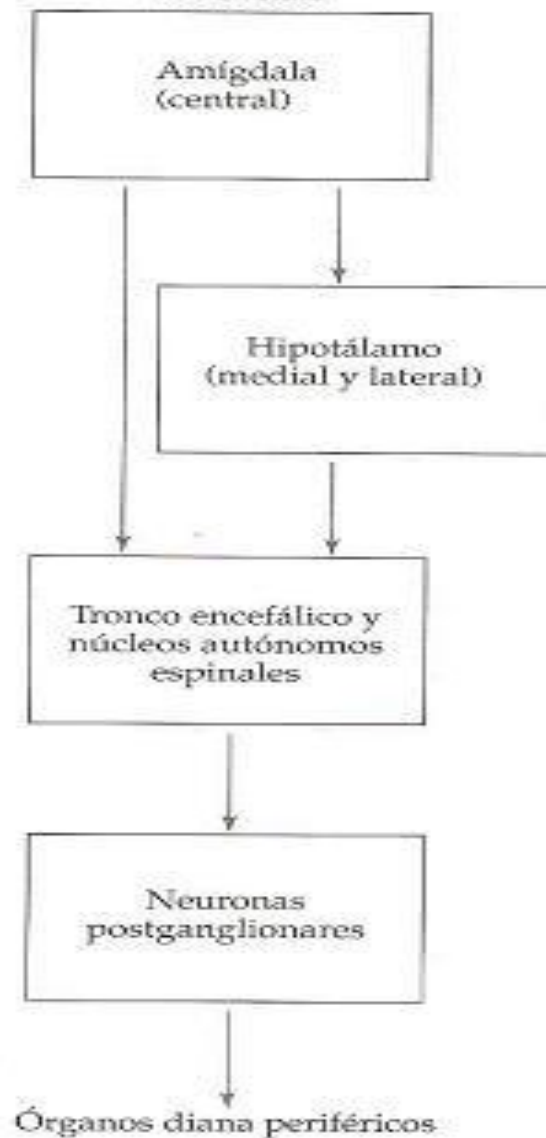 Amígdala
(central)
Hipotálamo
(medial y lateral)
Tronco encefálico y
núcleos autónomos
espinales
Neuronas
postganglionares
Órganos diana periféricos